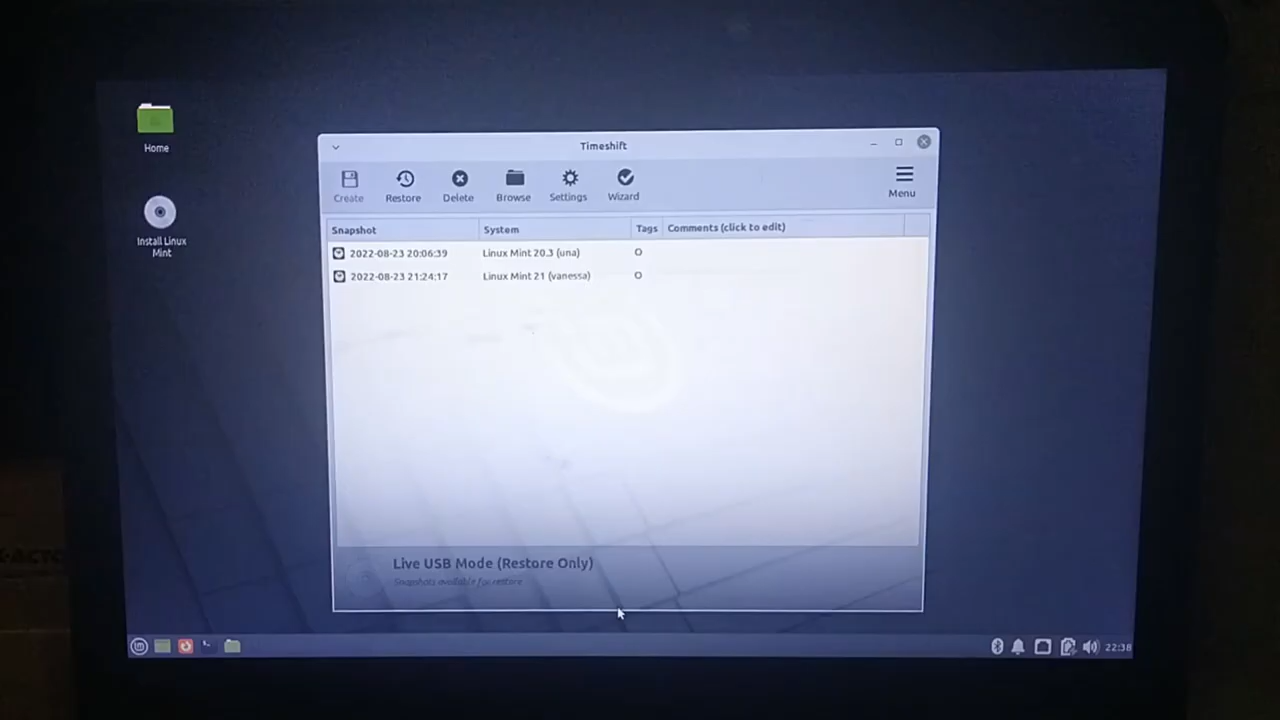 Home
Install Linux
Mint
Timeshift
Create Restore Delete Browse Settings Wizard Menu
Snapshot System Tags Comments (click to edit)
2022-08-23 20:06:39 Linux Mint 20.3 (una) O
2022-08-23 21:24:17 Linux Mint 21 (vanessa) O
Live USB Mode (Restore Only)
Snapshots available for restore
22:38